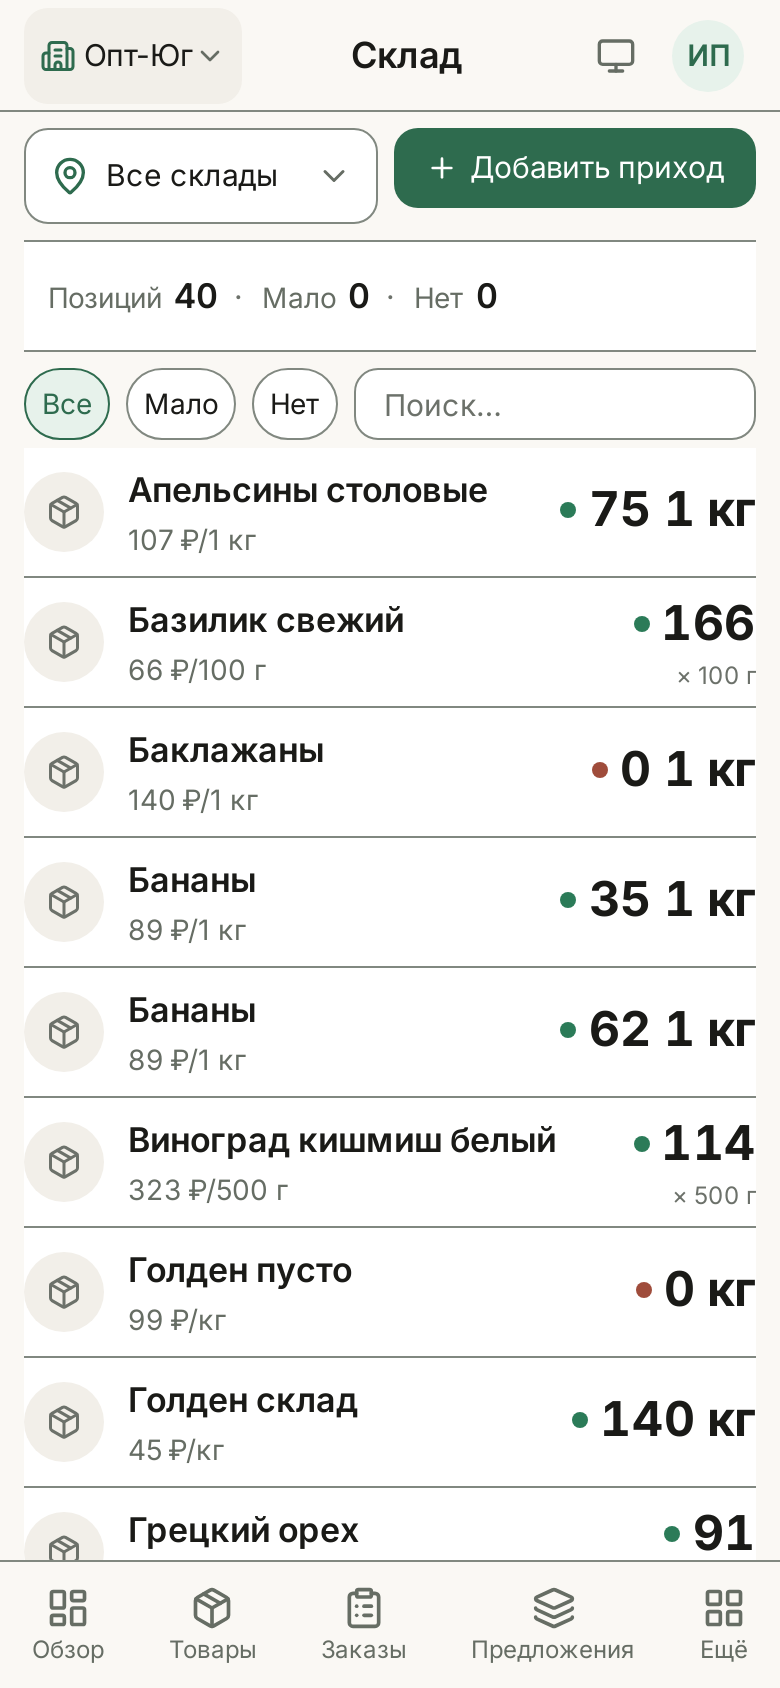 Опт-Юг
Склад
ИП
Все склады
+ Добавить приход
Позиций 40 · Мало 0 · Нет 0
Все
Мало
Нет
Поиск...
Апельсины столовые
75 1 кг
107 ₽/1 кг
Базилик свежий
166
66 ₽/100 г
× 100 г
Баклажаны
0 1 кг
140 ₽/1 кг
Бананы
35 1 кг
89 ₽/1 кг
Бананы
62 1 кг
89 ₽/1 кг
Виноград кишмиш белый
114
323 ₽/500 г
× 500 г
Голден пусто
0 кг
99 ₽/кг
Голден склад
140 кг
45 ₽/кг
Грецкий орех
91
Обзор
Товары
Заказы
Предложения
Ещё